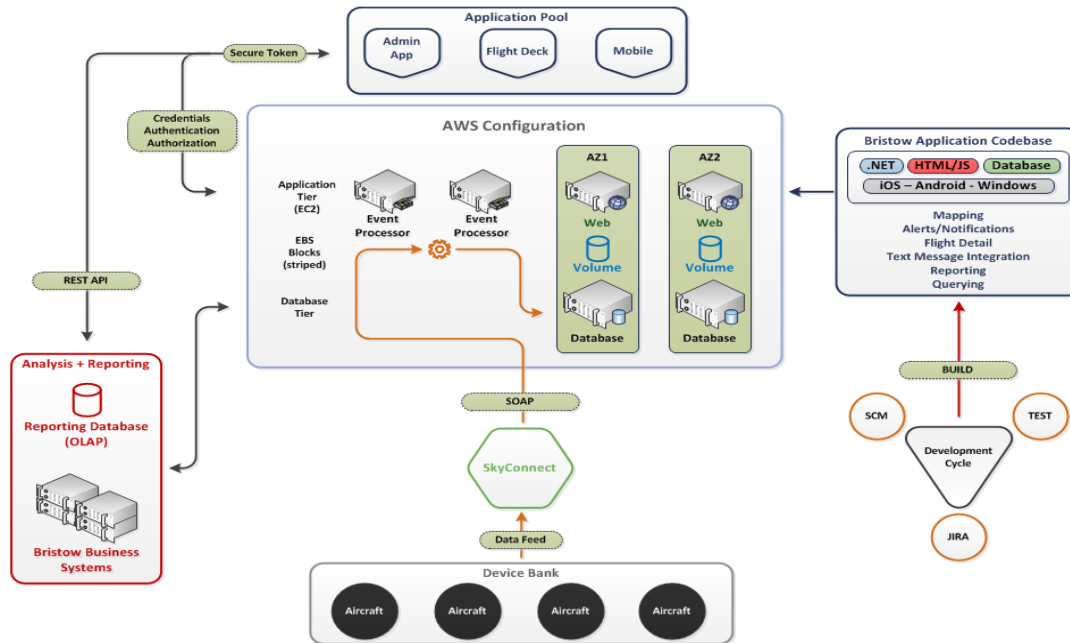 Application Pool
Admin
App
Flight Deck
Mobile
Secure Token
Credentials
Authentication
Authorization
AWS Configuration
Application
Tier
(EC2)
Event
Processor
Event
Processor
EBS
Blocks
(striped)
Database
Tier
AZ1
Web
Volume
Database
AZ2
Web
Volume
Database
Bristow Application Codebase
.NET
HTML/JS
Database
iOS – Android - Windows
Mapping
Alerts/Notifications
Flight Detail
Text Message Integration
Reporting
Querying
REST API
Analysis + Reporting
Reporting Database
(OLAP)
Bristow Business
Systems
SOAP
SkyConnect
Data Feed
Device Bank
Aircraft
Aircraft
Aircraft
Aircraft
BUILD
SCM
TEST
Development
Cycle
JIRA